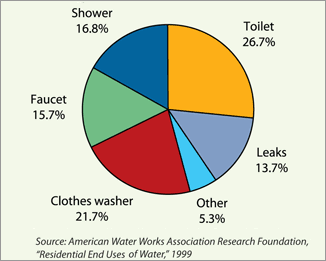 Shower
16.8%
Toilet
26.7%
Faucet
15.7%
Leaks
13.7%
Clothes washer
21.7%
Other
5.3%
Source: American Water Works Association Research Foundation,
“Residential End Uses of Water,” 1999